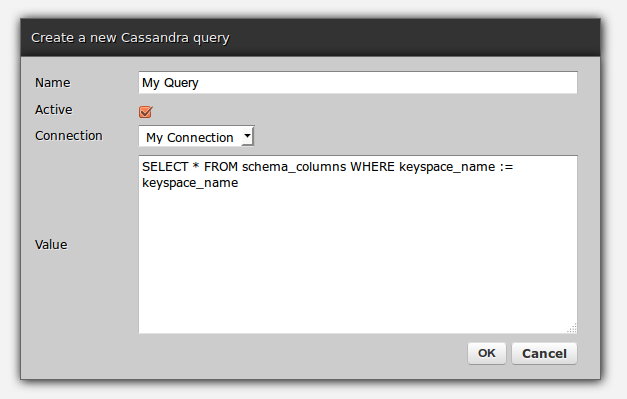 Create a new Cassandra query
Name My Query
Active
Connection My Connection
SELECT * FROM schema_columns WHERE keyspace_name :=
keyspace_name
Value
OK Cancel